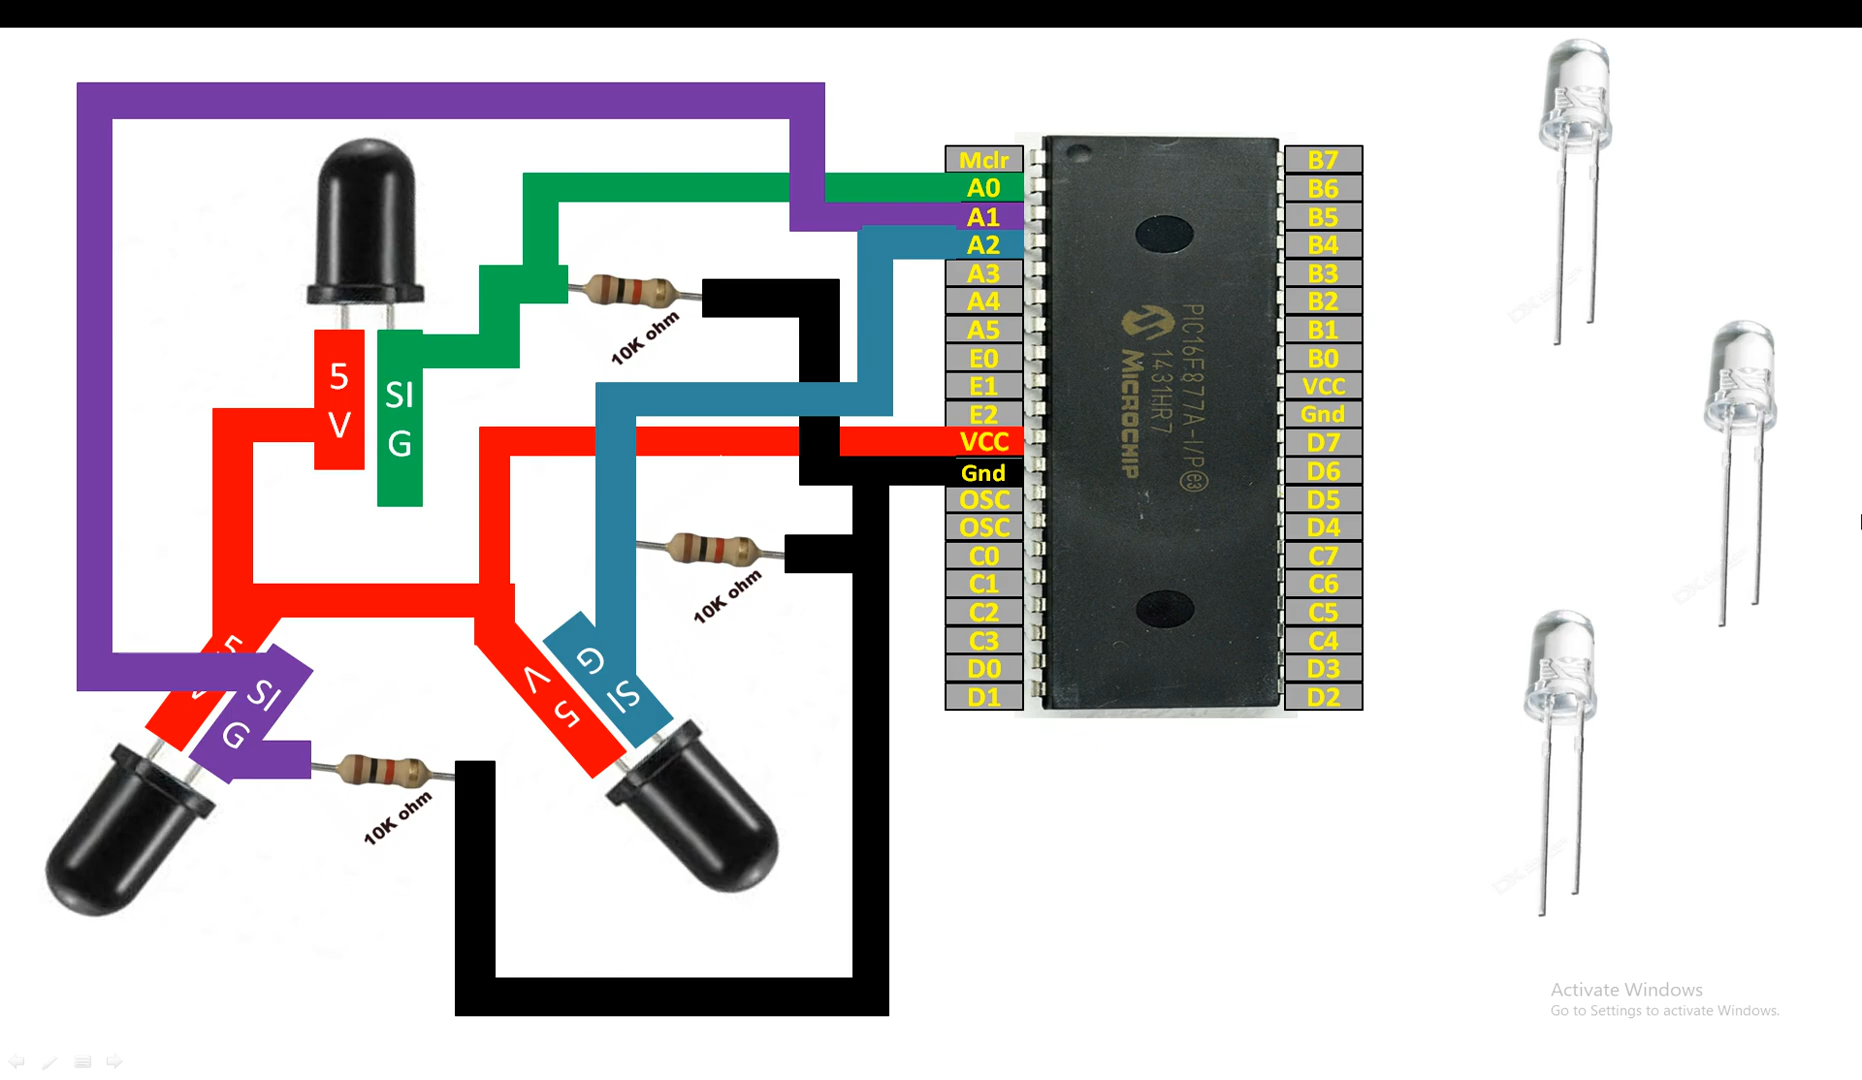 Mclr
A0
A1
A2
A3
A4
A5
E0
E1
E2
VCC
Gnd
OSC
OSC
C0
C1
C2
C3
D0
D1
B7
B6
B5
B4
B3
B2
B1
B0
VCC
Gnd
D7
D6
D5
D4
C7
C6
C5
C4
D3
D2
PIC16F877A-I/P e3
1431HR7
MICROCHIP
5
V
SI
G
10K ohm
10K ohm
SI
G
5
V
5
SI
G
10K ohm
Activate Windows
Go to Settings to activate Windows.